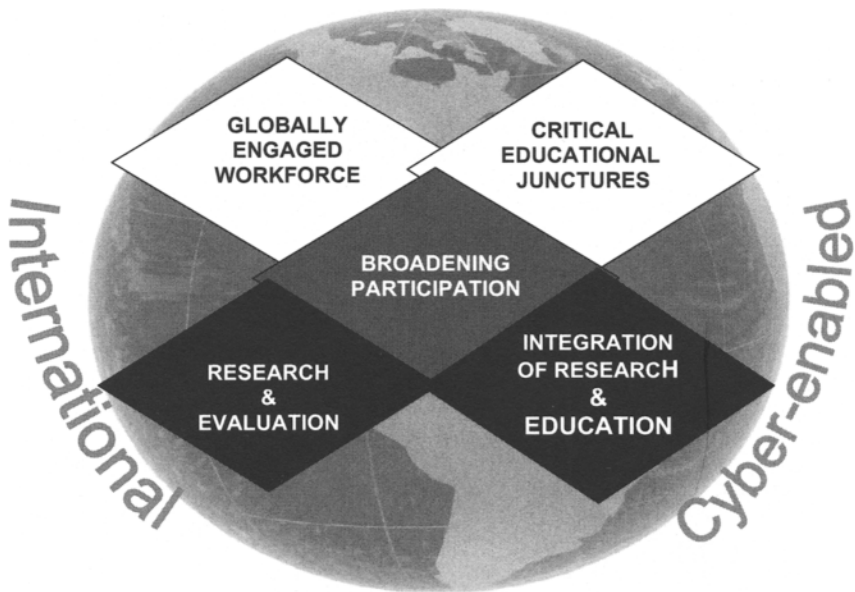 GLOBALLY
ENGAGED
WORKFORCE
CRITICAL
EDUCATIONAL
JUNCTURES
BROADENING
PARTICIPATION
RESEARCH
&
EVALUATION
INTEGRATION
OF RESEARCH
&
EDUCATION
International
Cyber-enabled